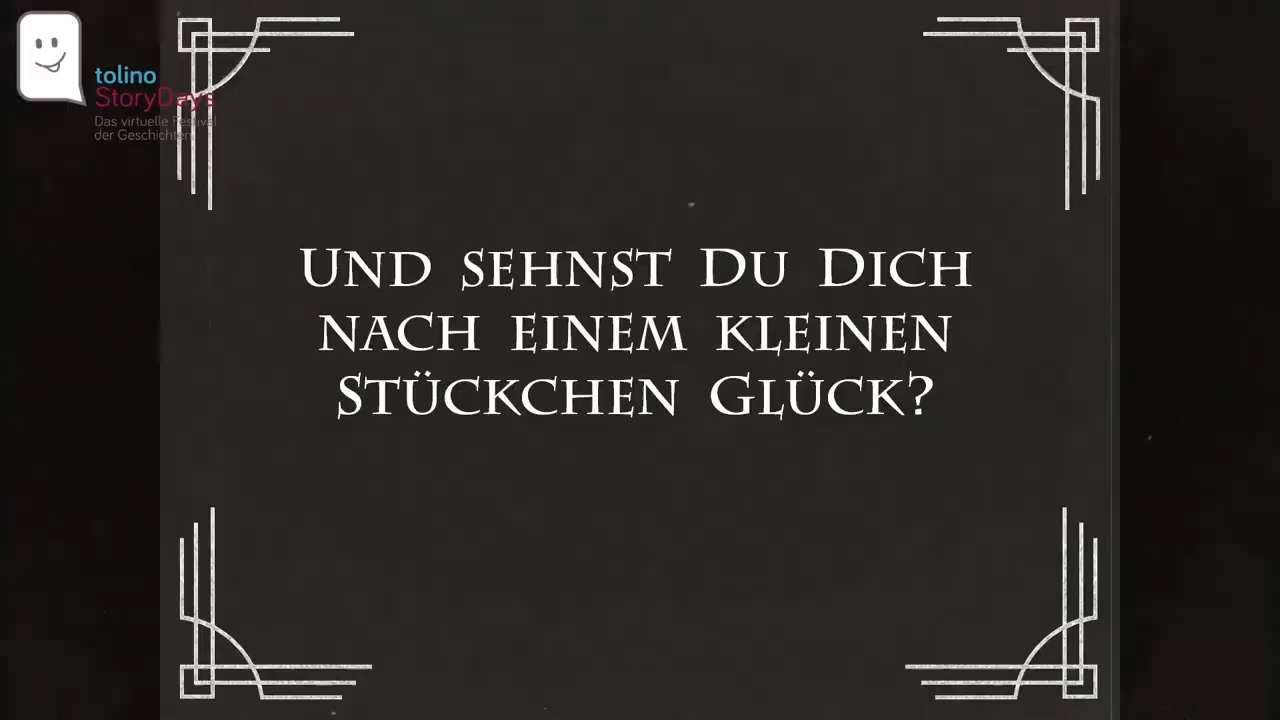 tolino
StoryDays
Das virtuelle Festival
der Geschichten
Und sehnst Du Dich
nach einem kleinen
Stückchen Glück?